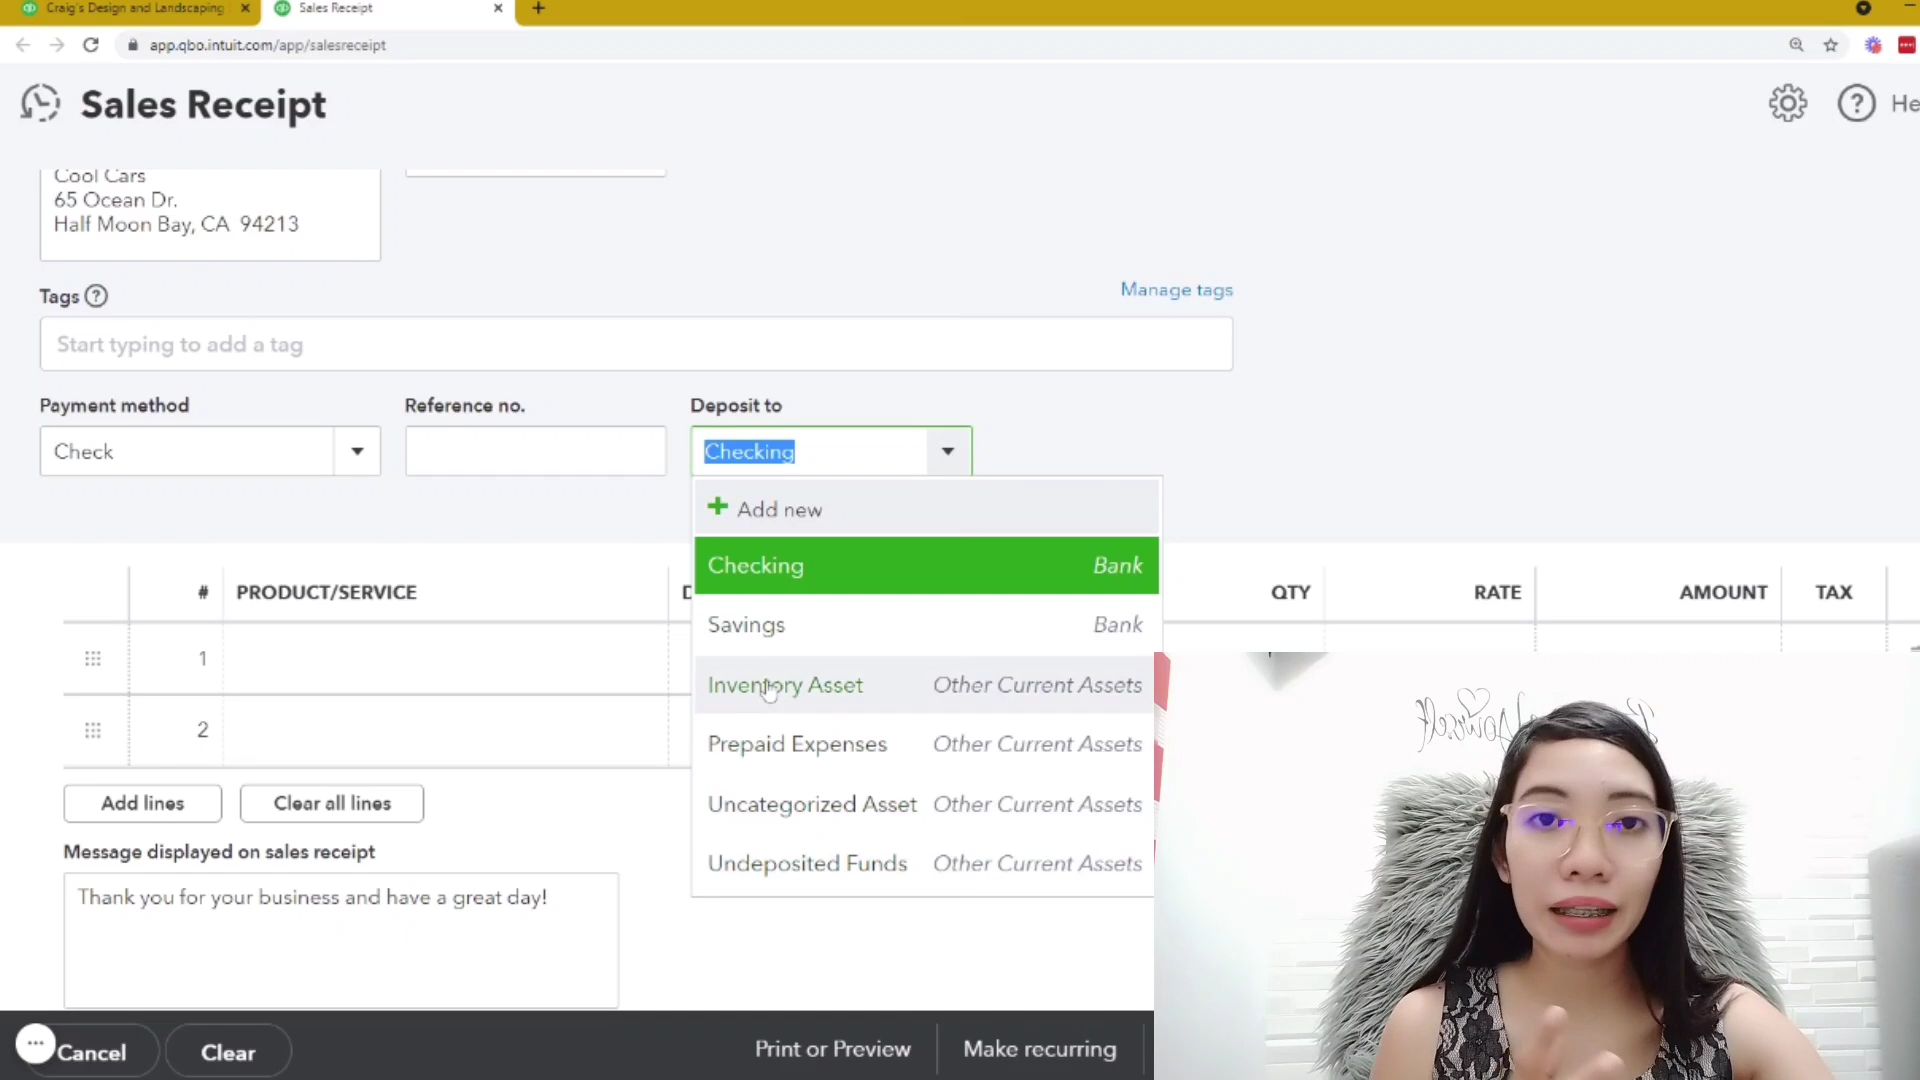 Craig's Design and Landscaping
Sales Receipt
app.qbo.intuit.com/app/salesreceipt
Sales Receipt
He
Cool Cars
65 Ocean Dr.
Half Moon Bay, CA 94213
Tags
Manage tags
Start typing to add a tag
Payment method
Reference no.
Deposit to
Check
Checking
Add new
Checking Bank
Savings Bank
Inventory Asset Other Current Assets
Prepaid Expenses Other Current Assets
Uncategorized Asset Other Current Assets
Undeposited Funds Other Current Assets
# PRODUCT/SERVICE QTY RATE AMOUNT TAX
1
2
Add lines Clear all lines
Message displayed on sales receipt
Thank you for your business and have a great day!
Cancel Clear Print or Preview Make recurring